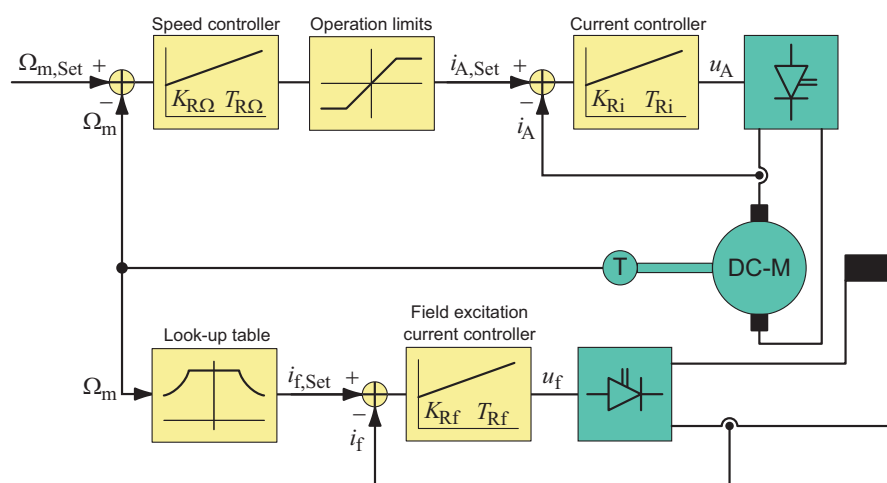 Speed controller
Operation limits
Current controller
Ω_m,Set
+
−
Ω_m
K_RΩ T_RΩ
i_A,Set
+
−
i_A
K_Ri T_Ri
u_A
T
DC-M
Look-up table
Field excitation
current controller
Ω_m
i_f,Set
+
−
i_f
K_Rf T_Rf
u_f